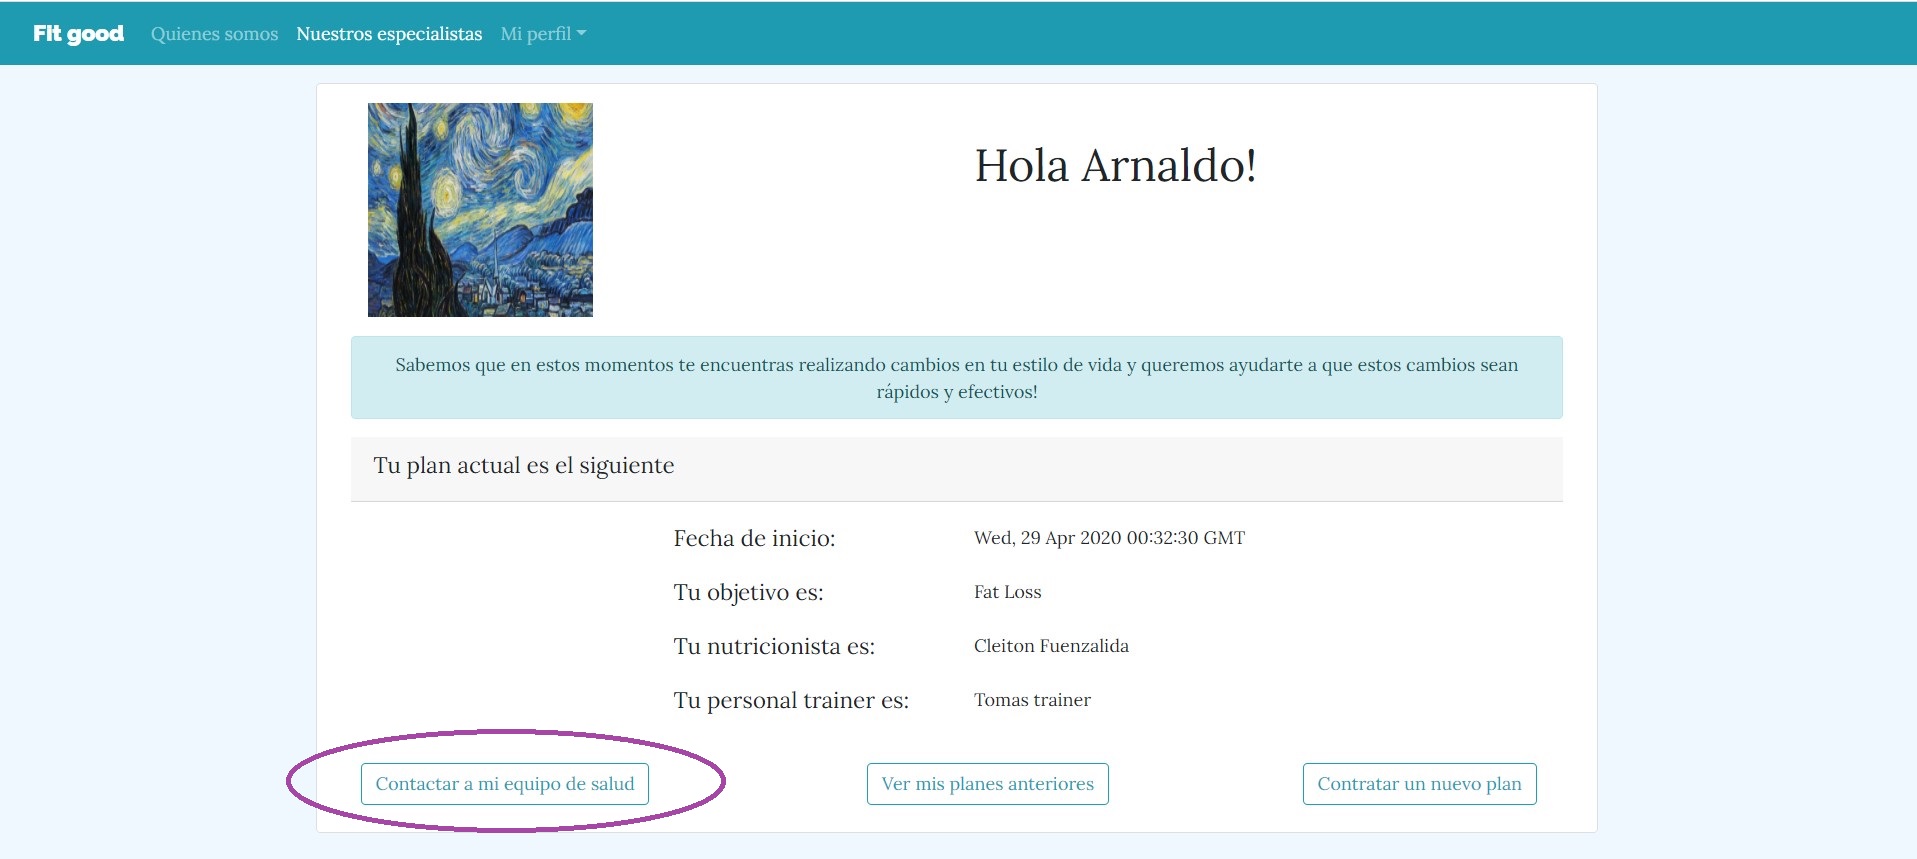 Fit good Quienes somos Nuestros especialistas Mi perfil
Hola Arnaldo!
Sabemos que en estos momentos te encuentras realizando cambios en tu estilo de vida y queremos ayudarte a que estos cambios sean
rápidos y efectivos!
Tu plan actual es el siguiente
Fecha de inicio: Wed, 29 Apr 2020 00:32:30 GMT
Tu objetivo es: Fat Loss
Tu nutricionista es: Cleiton Fuenzalida
Tu personal trainer es: Tomas trainer
Contactar a mi equipo de salud Ver mis planes anteriores Contratar un nuevo plan